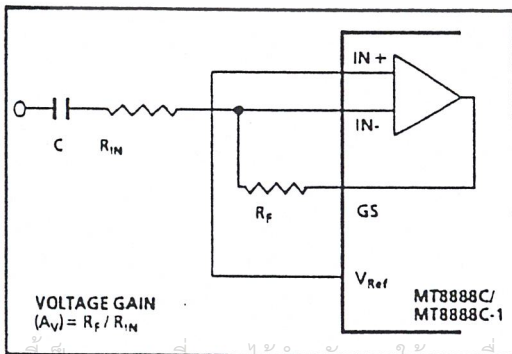 IN +
IN-
C
R_IN
R_F
GS
V_Ref
VOLTAGE GAIN
(A_V) = R_F / R_IN
MT8888C/
MT8888C-1